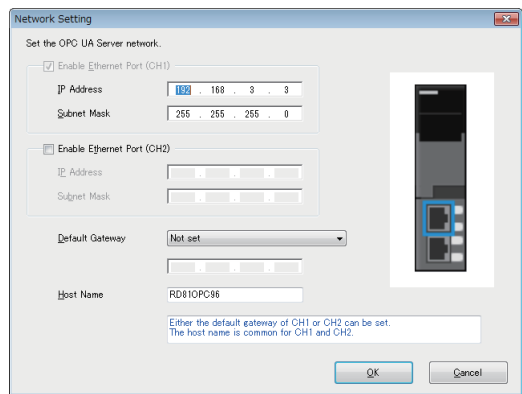 Network Setting
Set the OPC UA Server network.
Enable Ethernet Port (CH1)
IP Address 192 . 168 . 3 . 3
Subnet Mask 255 . 255 . 255 . 0
Enable Ethernet Port (CH2)
IP Address . . .
Subnet Mask . . .
Default Gateway Not set
. . .
Host Name RD81OPC96
Either the default gateway of CH1 or CH2 can be set.
The host name is common for CH1 and CH2.
OK Cancel